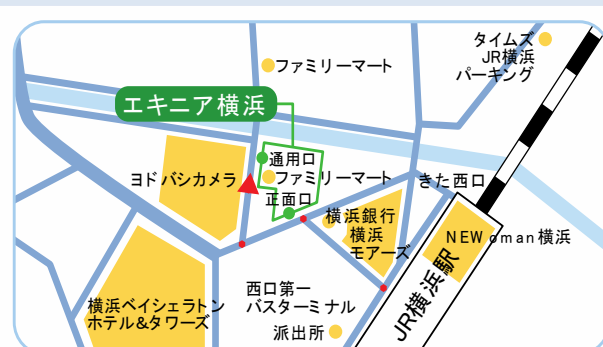 タイムズ
JR横浜
パーキング
ファミリーマート
エキニア横浜
通用口
ヨドバシカメラ
ファミリーマート
きた西口
正面口
横浜銀行
横浜
モアーズ
NEWoman横浜
JR横浜駅
西口第一
バスターミナル
横浜ベイシェラトン
ホテル&タワーズ
派出所